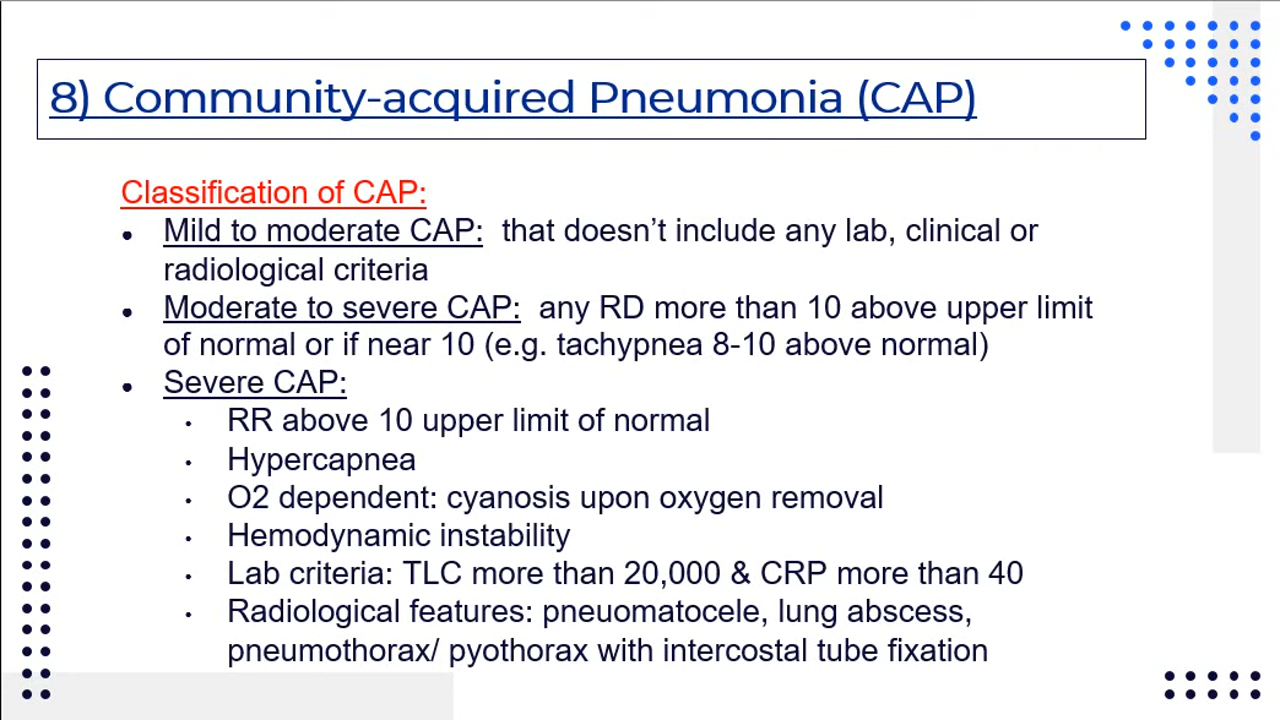 8) Community-acquired Pneumonia (CAP)
Classification of CAP:
● Mild to moderate CAP: that doesn’t include any lab, clinical or
radiological criteria
● Moderate to severe CAP: any RD more than 10 above upper limit
of normal or if near 10 (e.g. tachypnea 8-10 above normal)
● Severe CAP:
• RR above 10 upper limit of normal
• Hypercapnea
• O2 dependent: cyanosis upon oxygen removal
• Hemodynamic instability
• Lab criteria: TLC more than 20,000 & CRP more than 40
• Radiological features: pneuomatocele, lung abscess,
pneumothorax/ pyothorax with intercostal tube fixation